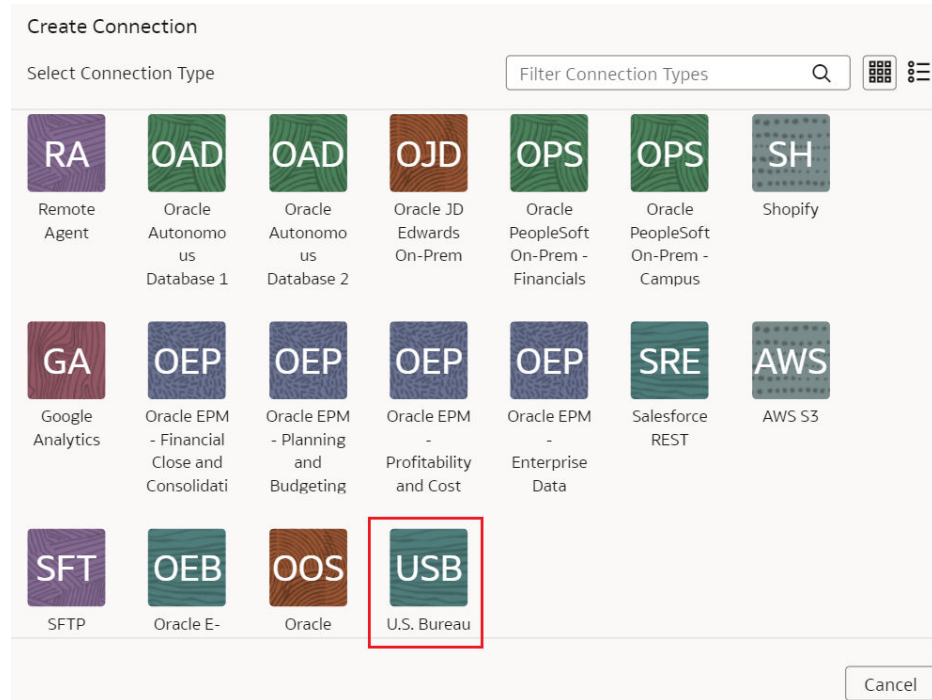 Create Connection
Select Connection Type
Filter Connection Types
RA
OAD
OAD
OJD
OPS
OPS
SH
Remote
Agent
Oracle
Autonomo
us
Database 1
Oracle
Autonomo
us
Database 2
Oracle JD
Edwards
On-Prem
Oracle
PeopleSoft
On-Prem -
Financials
Oracle
PeopleSoft
On-Prem -
Campus
Shopify
GA
OEP
OEP
OEP
OEP
SRE
AWS
Google
Analytics
Oracle EPM
- Financial
Close and
Consolidati
Oracle EPM
- Planning
and
Budgeting
Oracle EPM
-
Profitability
and Cost
Oracle EPM
-
Enterprise
Data
Salesforce
REST
AWS S3
SFT
OEB
OOS
USB
SFTP
Oracle E-
Oracle
U.S. Bureau
Cancel